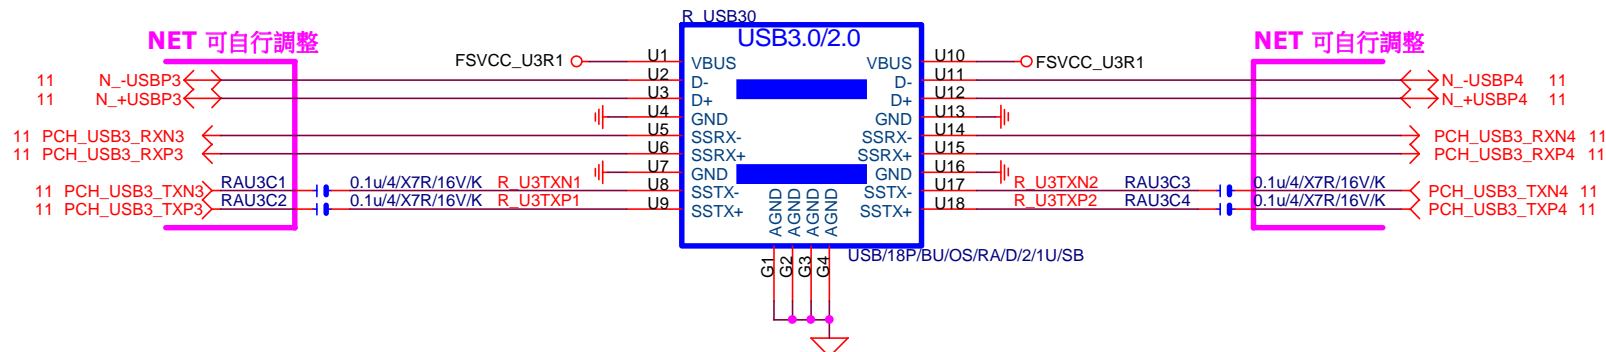 R_USB30
NET 可自行調整
USB3.0/2.0
NET 可自行調整
FSVCC_U3R1 U1 VBUS VBUS U10 FSVCC_U3R1
11 N_-USBP3 U2 D- D- U11 N_-USBP4 11
11 N_+USBP3 U3 D+ D+ U12 N_+USBP4 11
U4 GND GND U13
11 PCH_USB3_RXN3 U5 SSRX- SSRX- U14 PCH_USB3_RXN4 11
11 PCH_USB3_RXP3 U6 SSRX+ SSRX+ U15 PCH_USB3_RXP4 11
U7 GND GND U16
11 PCH_USB3_TXN3 RAU3C1 0.1u/4/X7R/16V/K R_U3TXN1 U8 SSTX- SSTX- U17 R_U3TXN2 RAU3C3 0.1u/4/X7R/16V/K PCH_USB3_TXN4 11
11 PCH_USB3_TXP3 RAU3C2 0.1u/4/X7R/16V/K R_U3TXP1 U9 SSTX+ SSTX+ U18 R_U3TXP2 RAU3C4 0.1u/4/X7R/16V/K PCH_USB3_TXP4 11
AGND AGND AGND AGND
USB/18P/BU/OS/RA/D/2/1U/SB
G1 G2 G3 G4